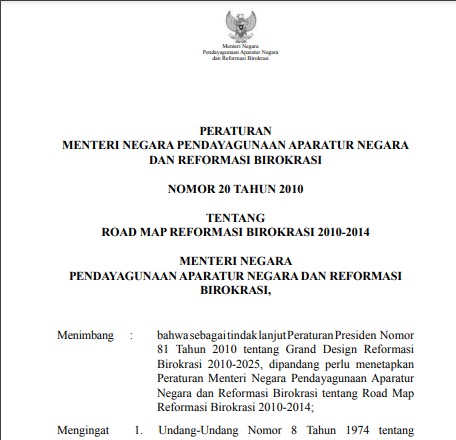 Menteri Negara
Pendayagunaan Aparatur Negara
dan Reformasi Birokrasi
PERATURAN
MENTERI NEGARA PENDAYAGUNAAN APARATUR NEGARA
DAN REFORMASI BIROKRASI
NOMOR 20 TAHUN 2010
TENTANG
ROAD MAP REFORMASI BIROKRASI 2010-2014
MENTERI NEGARA
PENDAYAGUNAAN APARATUR NEGARA DAN REFORMASI
BIROKRASI,
Menimbang : bahwa sebagai tindak lanjut Peraturan Presiden Nomor
81 Tahun 2010 tentang Grand Design Reformasi
Birokrasi 2010-2025, dipandang perlu menetapkan
Peraturan Menteri Negara Pendayagunaan Aparatur
Negara dan Reformasi Birokrasi tentang Road Map
Reformasi Birokrasi 2010-2014;
Mengingat 1. Undang-Undang Nomor 8 Tahun 1974 tentang